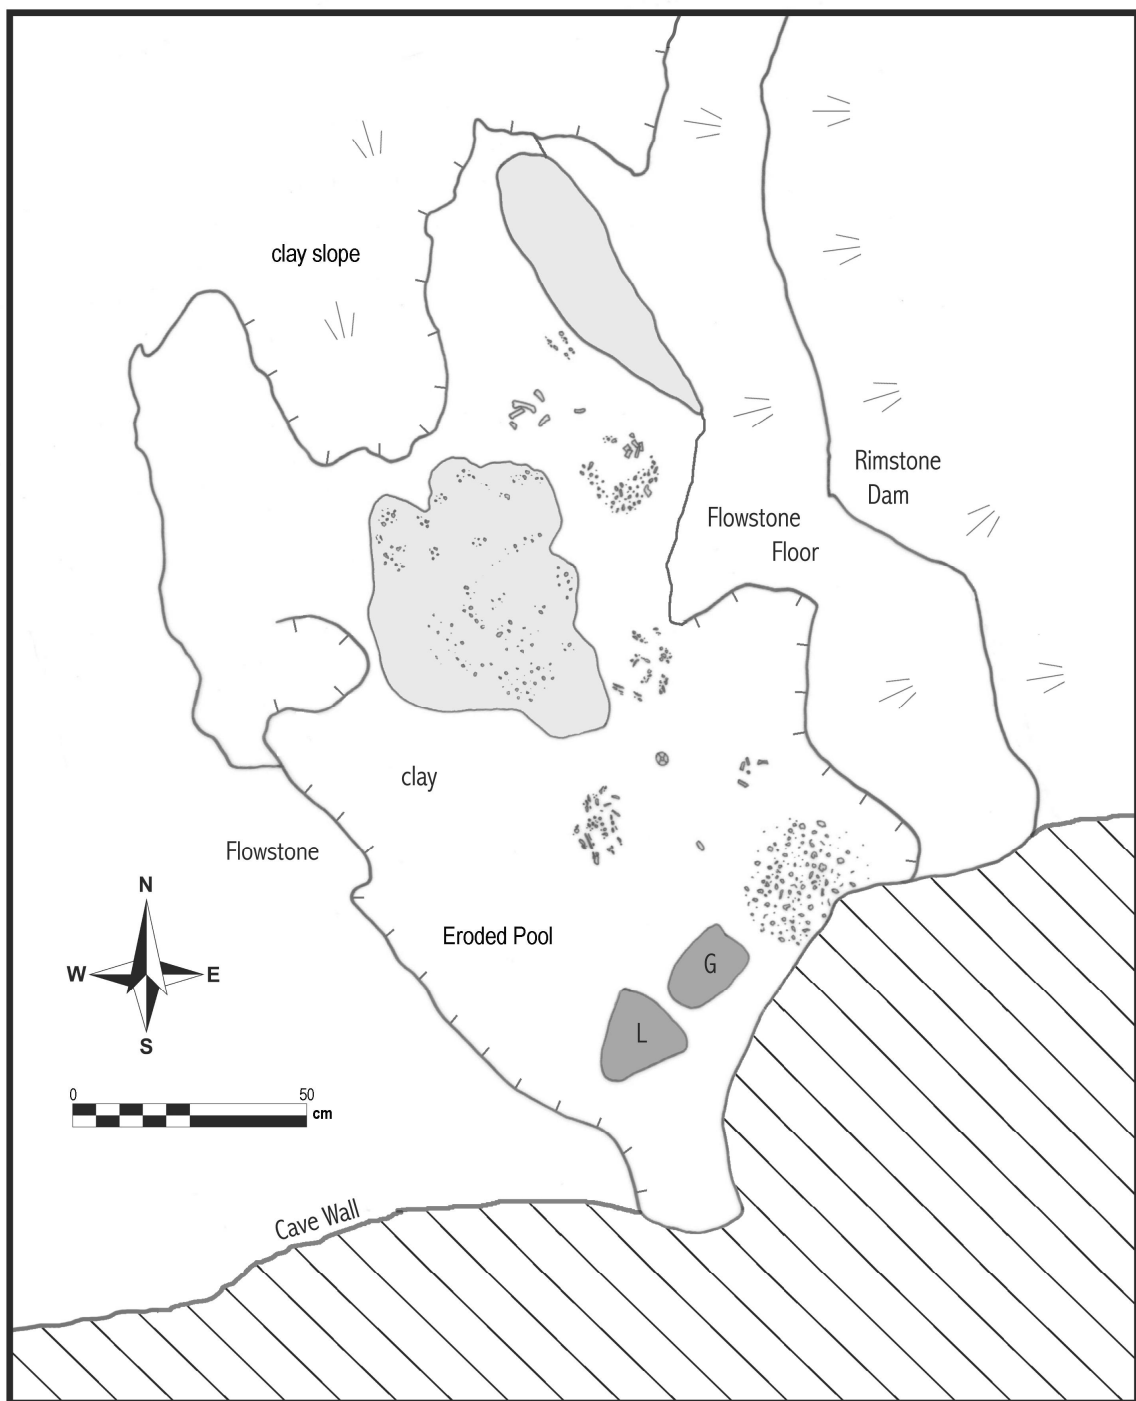 clay slope
Rimstone
Dam
Flowstone
Floor
clay
Flowstone
N
Eroded Pool
G
W E
L
S
0 50
cm
Cave Wall